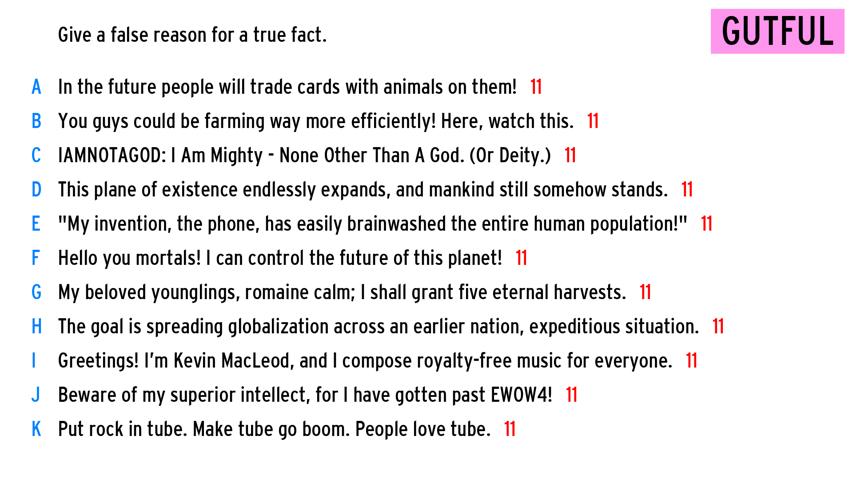 Give a false reason for a true fact.
GUTFUL
A In the future people will trade cards with animals on them! 11
B You guys could be farming way more efficiently! Here, watch this. 11
C IAMNOTAGOD: I Am Mighty - None Other Than A God. (Or Deity.) 11
D This plane of existence endlessly expands, and mankind still somehow stands. 11
E "My invention, the phone, has easily brainwashed the entire human population!" 11
F Hello you mortals! I can control the future of this planet! 11
G My beloved younglings, romaine calm; I shall grant five eternal harvests. 11
H The goal is spreading globalization across an earlier nation, expeditious situation. 11
I Greetings! I'm Kevin MacLeod, and I compose royalty-free music for everyone. 11
J Beware of my superior intellect, for I have gotten past EWOW4! 11
K Put rock in tube. Make tube go boom. People love tube. 11